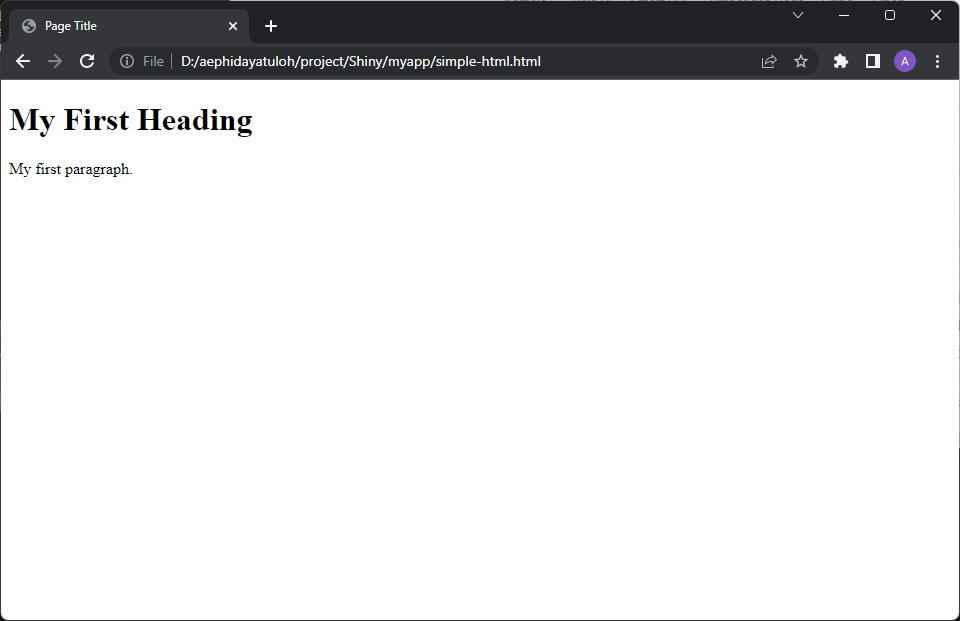 Page Title
File
D:/aephidayatuloh/project/Shiny/myapp/simple-html.html
A
My First Heading
My first paragraph.